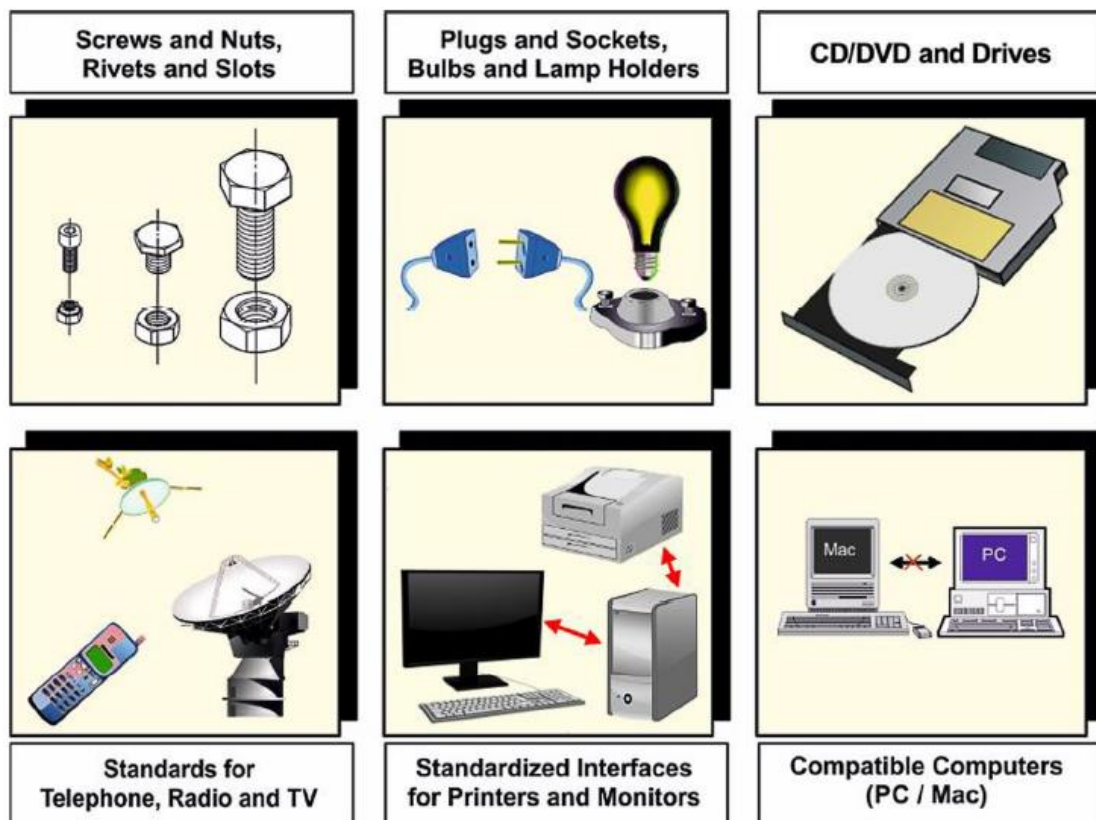 Screws and Nuts,
Rivets and Slots
Plugs and Sockets,
Bulbs and Lamp Holders
CD/DVD and Drives
Mac
PC
Standards for
Telephone, Radio and TV
Standardized Interfaces
for Printers and Monitors
Compatible Computers
(PC / Mac)